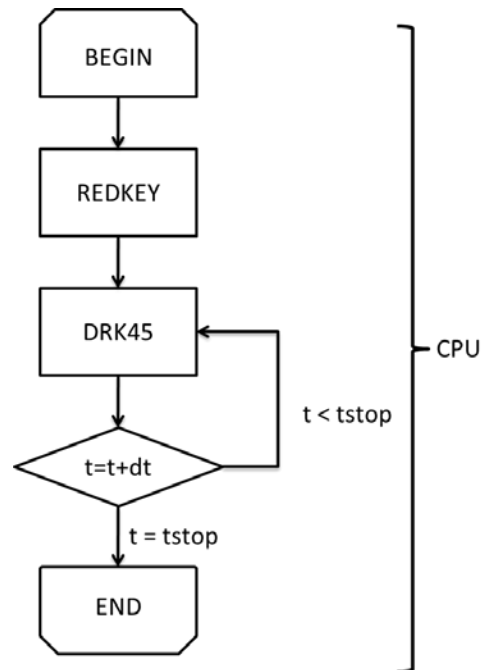 BEGIN
REDKEY
DRK45
CPU
t < tstop
t=t+dt
t = tstop
END